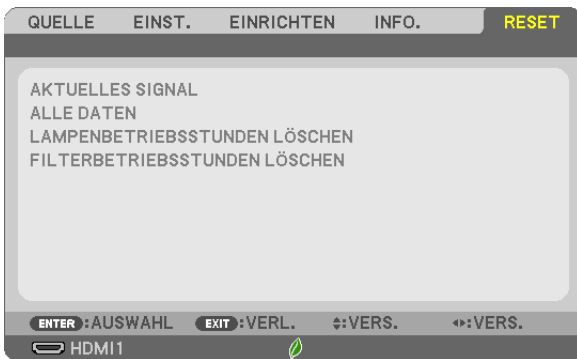 QUELLE EINST. EINRICHTEN INFO. RESET
AKTUELLES SIGNAL
ALLE DATEN
LAMPENBETRIEBSSTUNDEN LÖSCHEN
FILTERBETRIEBSSTUNDEN LÖSCHEN
ENTER :AUSWAHL EXIT :VERL. :VERS. :VERS.
HDMI1